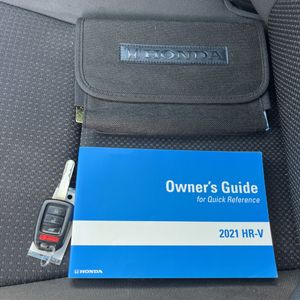 HONDA
Owner's Guide
for Quick Reference
2021 HR-V
HONDA